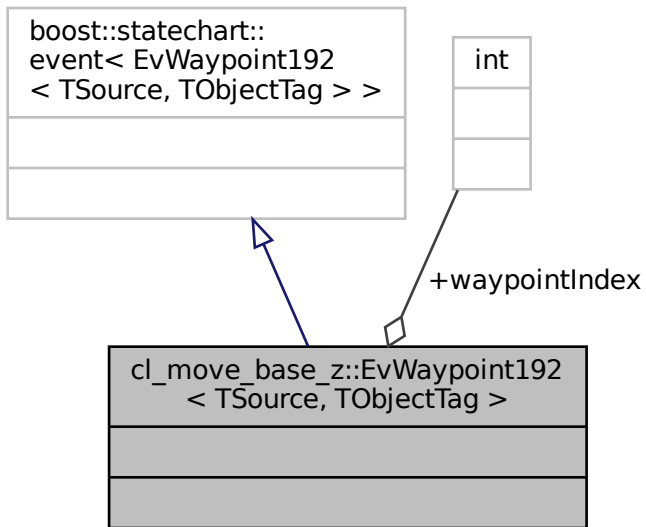 boost::statechart::
event< EvWaypoint192
< TSource, TObjectTag > >
int
+waypointIndex
cl_move_base_z::EvWaypoint192
< TSource, TObjectTag >